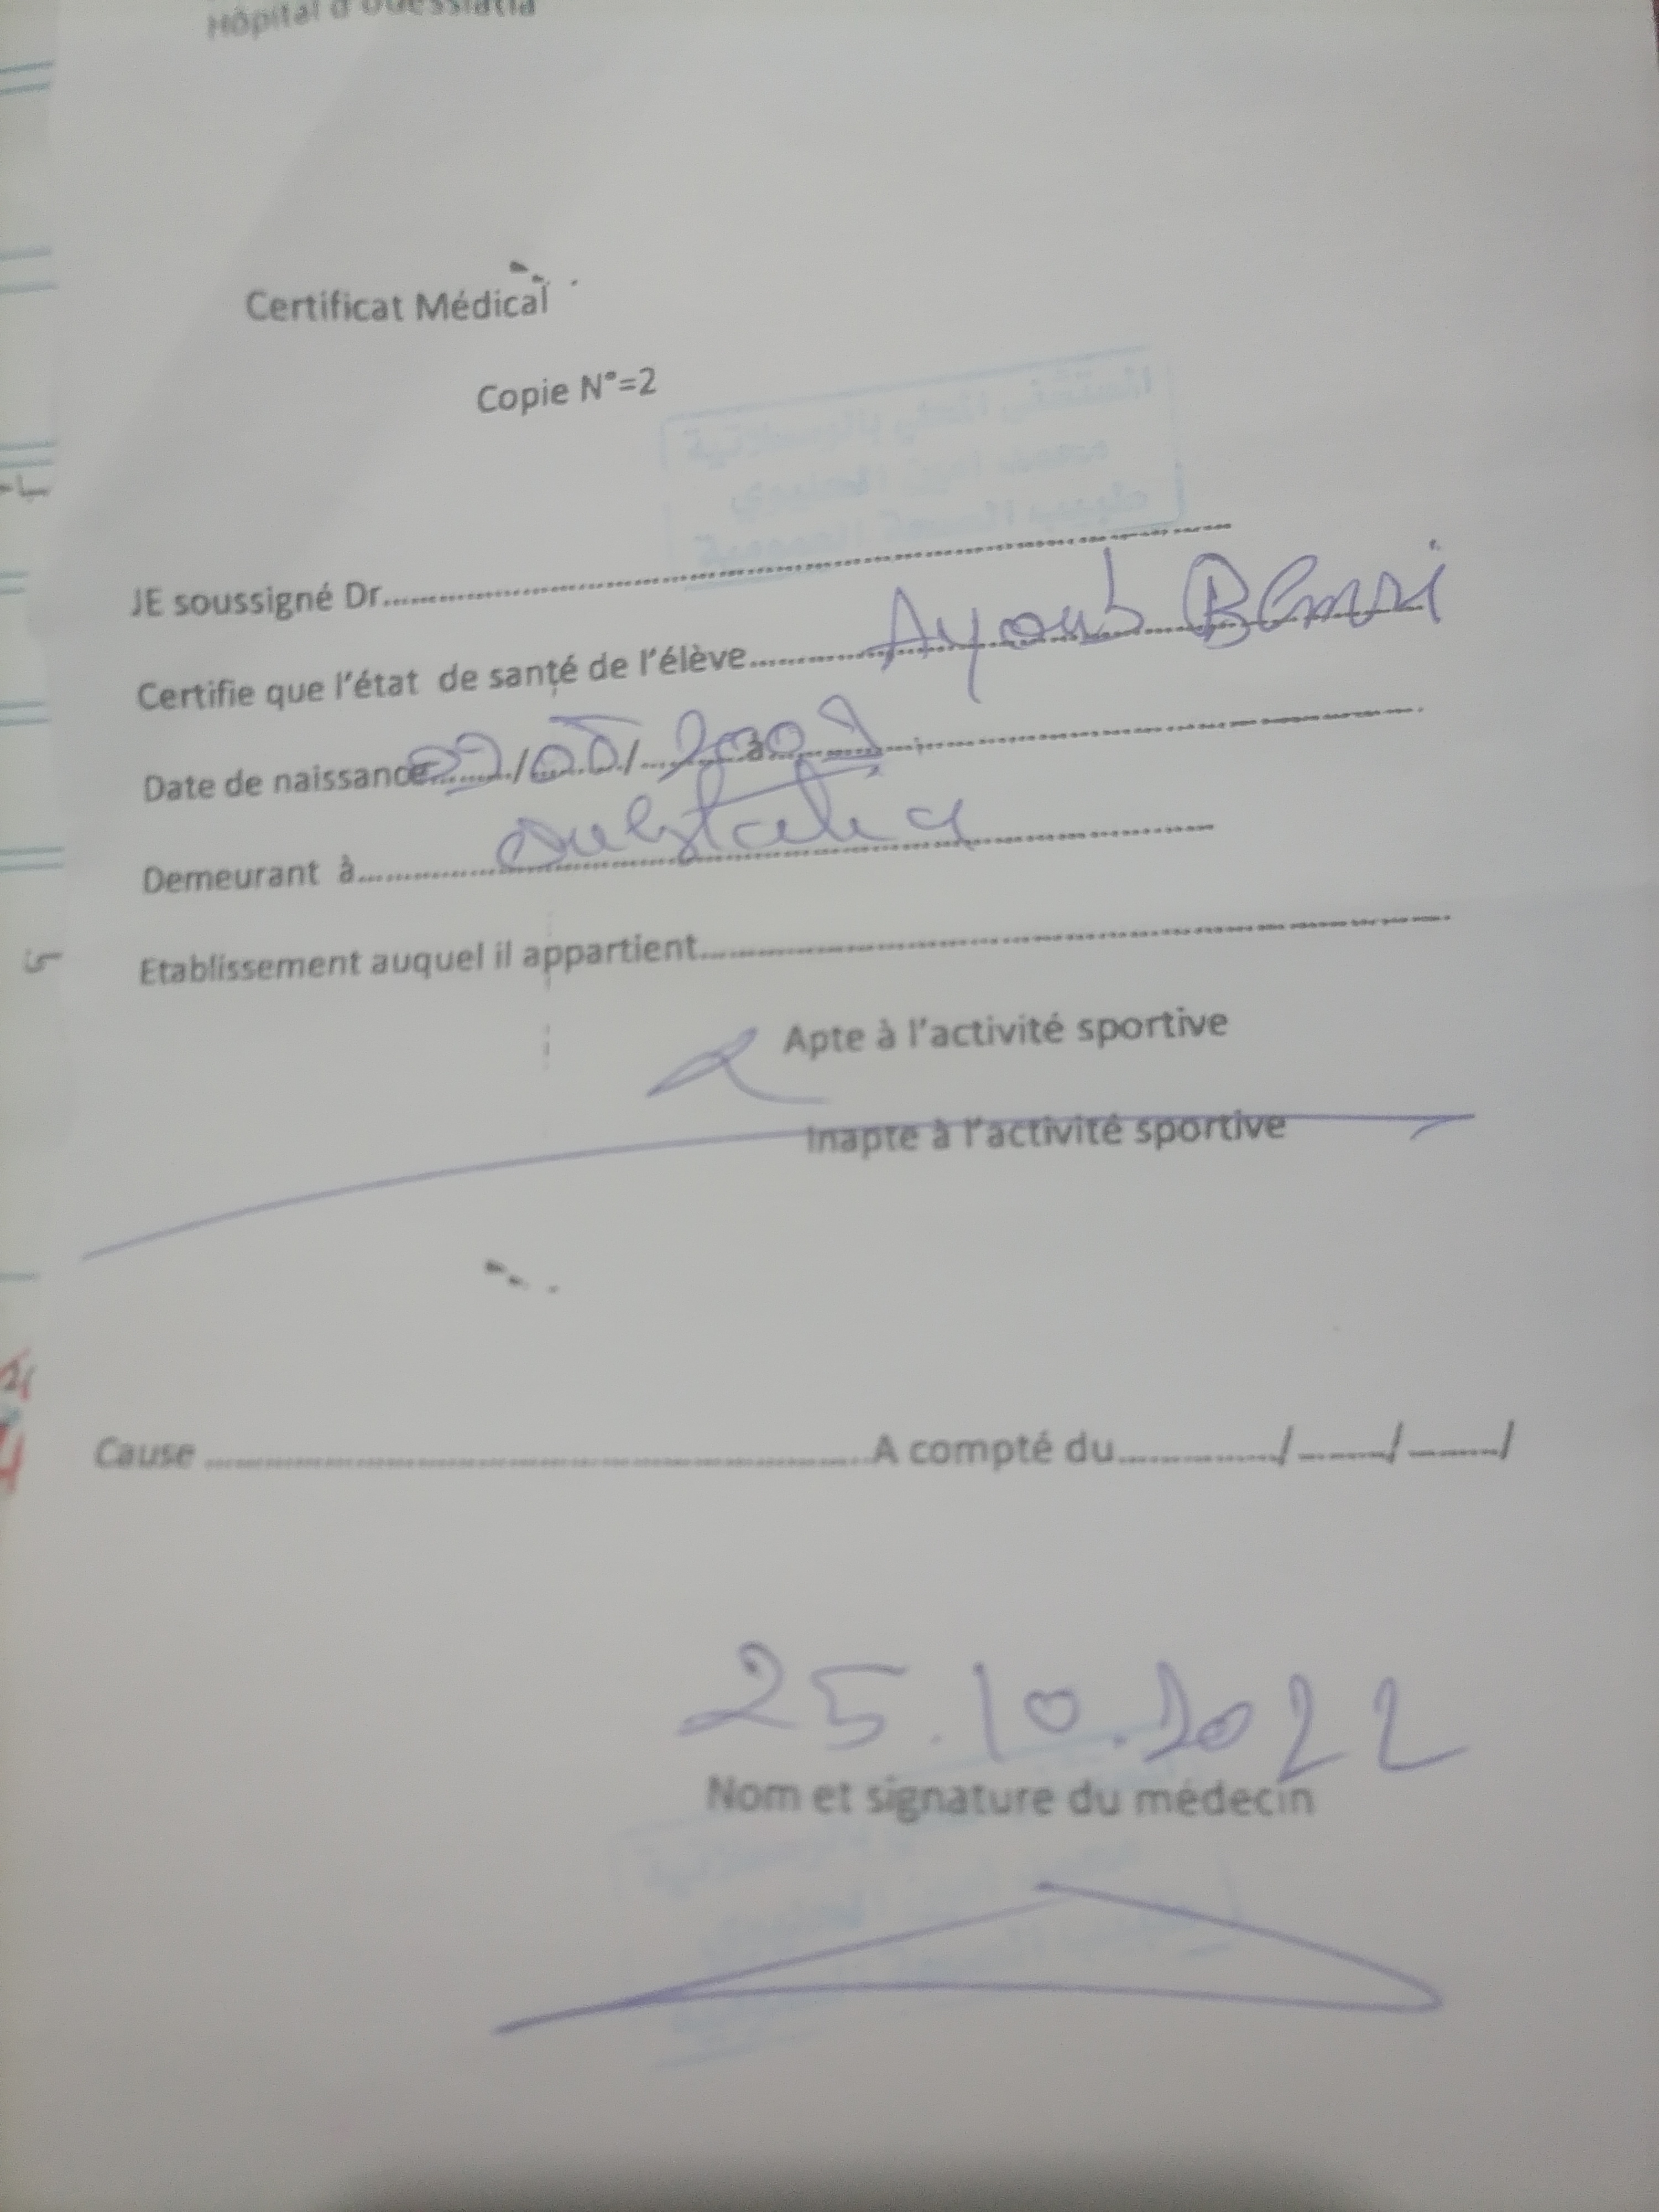 Hôpital d'Ouesslatia
Certificat Médical
Copie N°=2
JE soussigné Dr..............................
Certifie que l'état de santé de l'élève.......... Ayoub
Date de naissance....../....../ 2009 à..........
Demeurant à..............................
Etablissement auquel il appartient..............................
Apte à l'activité sportive
Inapte à l'activité sportive
Cause ..............................A compté du............/......../......../
25.10.2022
Nom et signature du médecin